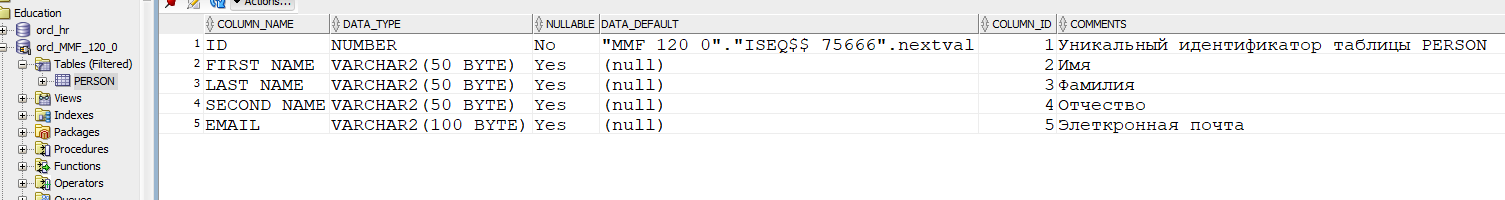 Actions...
Education
orcl_hr
orcl_MMF_120_0
Tables (Filtered)
PERSON
Views
Indexes
Packages
Procedures
Functions
Operators
COLUMN_NAME DATA_TYPE NULLABLE DATA_DEFAULT COLUMN_ID COMMENTS
1 ID NUMBER No "MMF_120_0"."ISEQ$$_75666".nextval 1 Уникальный идентификатор таблицы PERSON
2 FIRST_NAME VARCHAR2(50 BYTE) Yes (null) 2 Имя
3 LAST_NAME VARCHAR2(50 BYTE) Yes (null) 3 Фамилия
4 SECOND_NAME VARCHAR2(50 BYTE) Yes (null) 4 Отчество
5 EMAIL VARCHAR2(100 BYTE) Yes (null) 5 Элеткронная почта